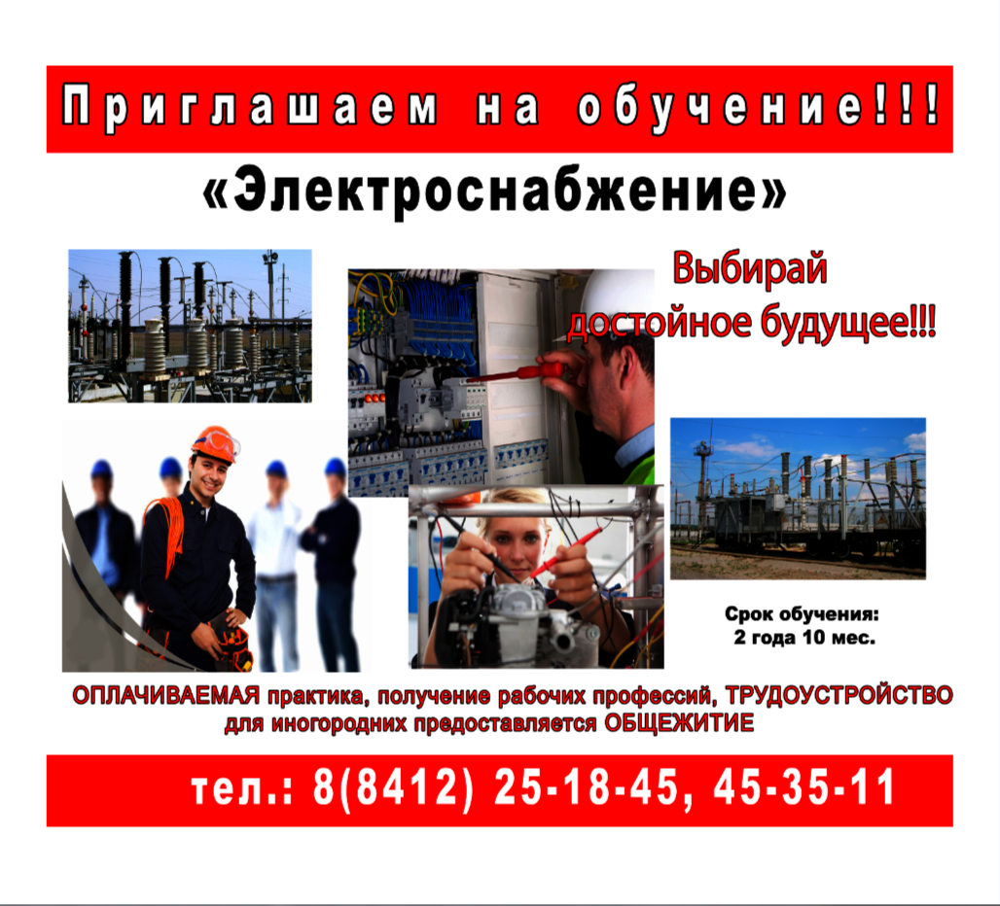 Приглашаем на обучение!!!
«Электроснабжение»
Выбирай
достойное будущее!!!
Срок обучения:
2 года 10 мес.
ОПЛАЧИВАЕМАЯ практика, получение рабочих профессий, ТРУДОУСТРОЙСТВО
для иногородних предоставляется ОБЩЕЖИТИЕ
тел.: 8(8412) 25-18-45, 45-35-11